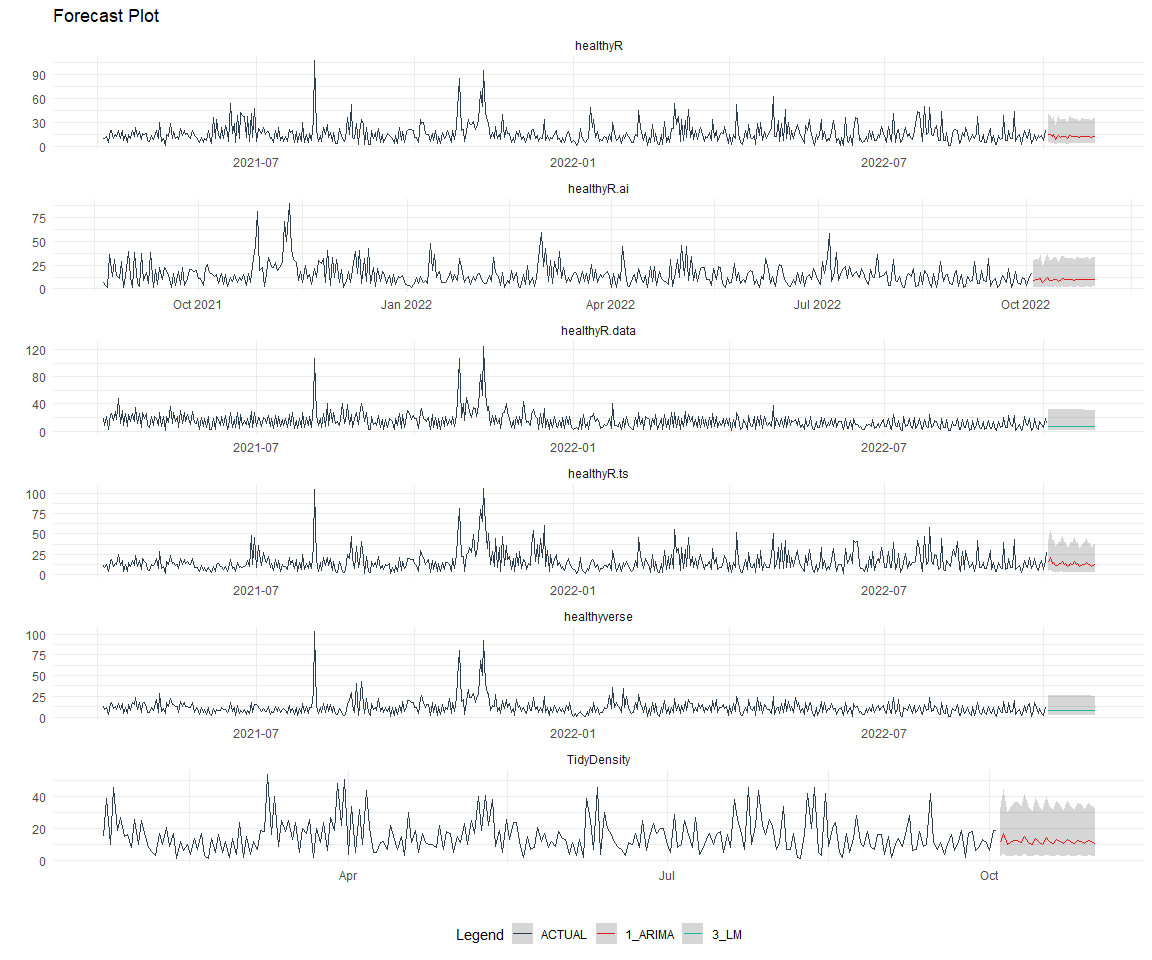 Forecast Plot
healthyR
90
60
30
0
2021-07 2022-01 2022-07
healthyR.ai
75
50
25
0
Oct 2021 Jan 2022 Apr 2022 Jul 2022 Oct 2022
healthyR.data
120
80
40
0
2021-07 2022-01 2022-07
healthyR.ts
100
75
50
25
0
2021-07 2022-01 2022-07
healthyverse
100
75
50
25
0
2021-07 2022-01 2022-07
TidyDensity
40
20
0
Apr Jul Oct
Legend ACTUAL 1_ARIMA 3_LM